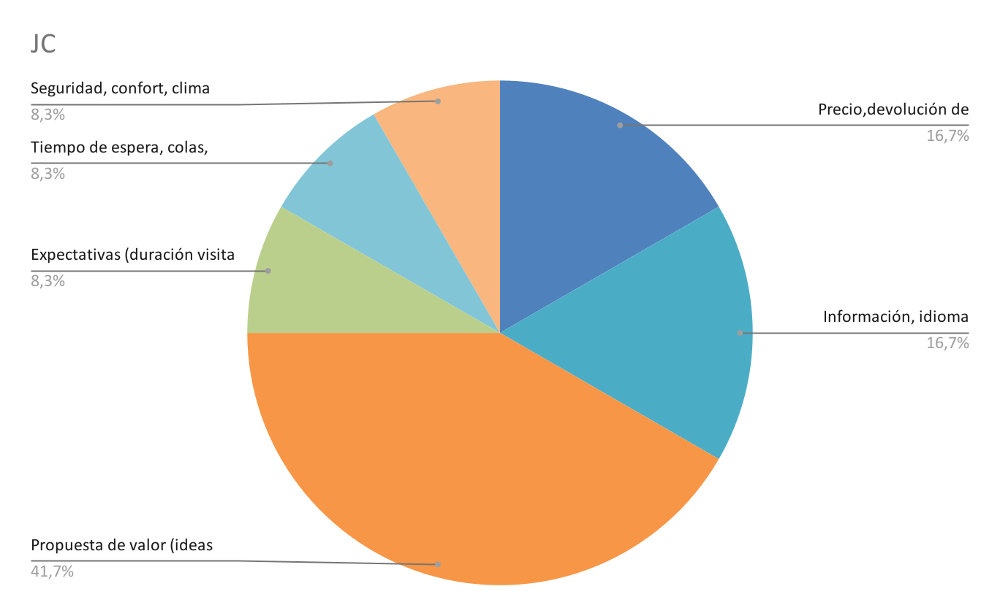 JC
Seguridad, confort, clima
8,3%
Tiempo de espera, colas,
8,3%
Expectativas (duración visita
8,3%
Propuesta de valor (ideas
41,7%
Precio,devolución de
16,7%
Información, idioma
16,7%